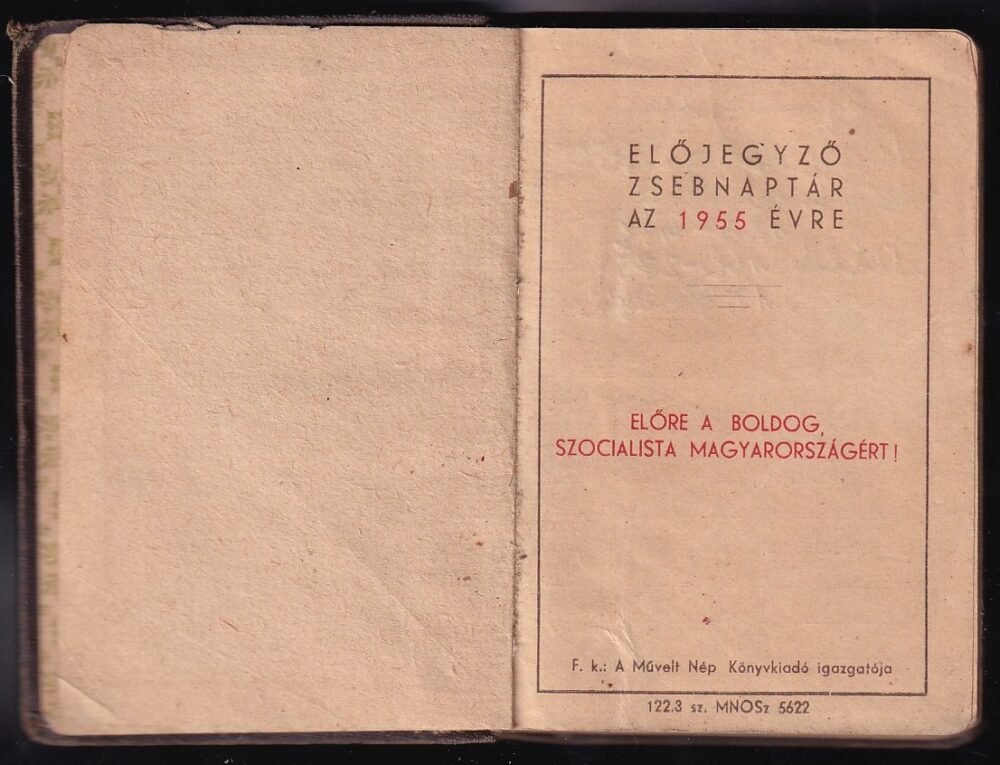 ELŐJEGYZŐ
ZSEBNAPTÁR
AZ 1955 ÉVRE
ELŐRE A BOLDOG,
SZOCIALISTA MAGYARORSZÁGÉRT!
F. k.: A Művelt Nép Könyvkiadó igazgatója
122.3 sz. MNOSz 5622